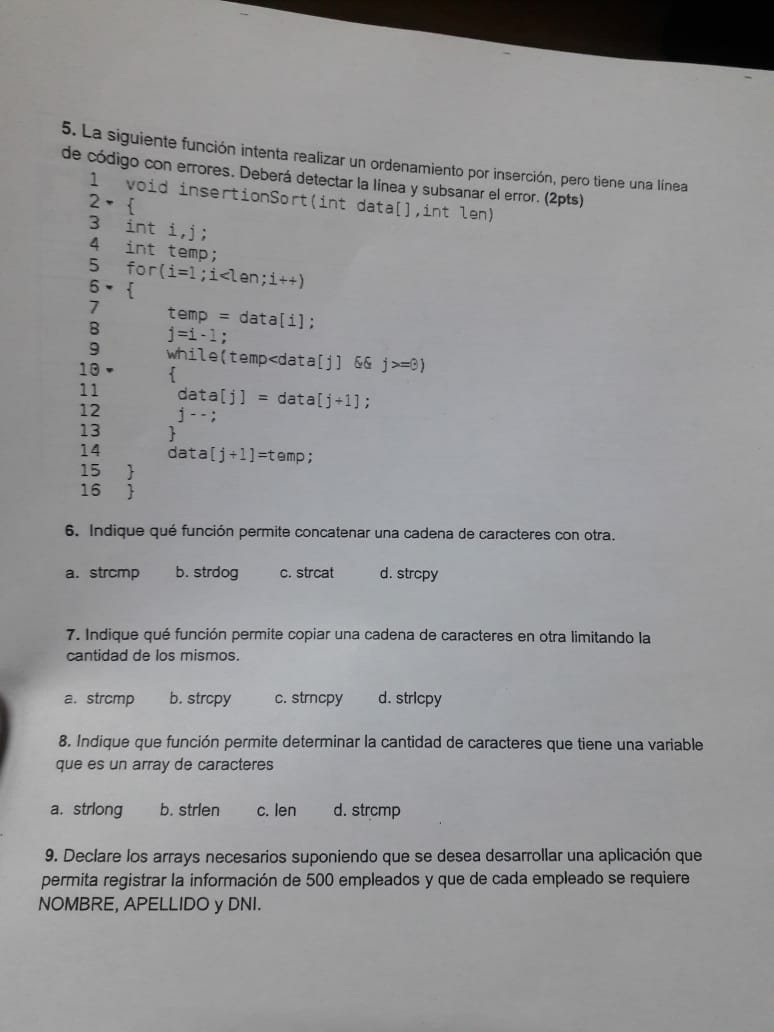 5. La siguiente función intenta realizar un ordenamiento por inserción, pero tiene una línea
de código con errores. Deberá detectar la línea y subsanar el error. (2pts)
1 void insertionSort(int data[],int len)
2 {
3 int i,j;
4 int temp;
5 for(i=1;i<len;i++)
6 {
7 temp = data[i];
8 j=i-1;
9 while(temp<data[j] && j>=0)
10 {
11 data[j] = data[j+1];
12 j--;
13 }
14 data[j+1]=temp;
15 }
16 }
6. Indique qué función permite concatenar una cadena de caracteres con otra.
a. strcmp b. strdog c. strcat d. strcpy
7. Indique qué función permite copiar una cadena de caracteres en otra limitando la
cantidad de los mismos.
a. strcmp b. strcpy c. strncpy d. strlcpy
8. Indique que función permite determinar la cantidad de caracteres que tiene una variable
que es un array de caracteres
a. strlong b. strlen c. len d. strcmp
9. Declare los arrays necesarios suponiendo que se desea desarrollar una aplicación que
permita registrar la información de 500 empleados y que de cada empleado se requiere
NOMBRE, APELLIDO y DNI.